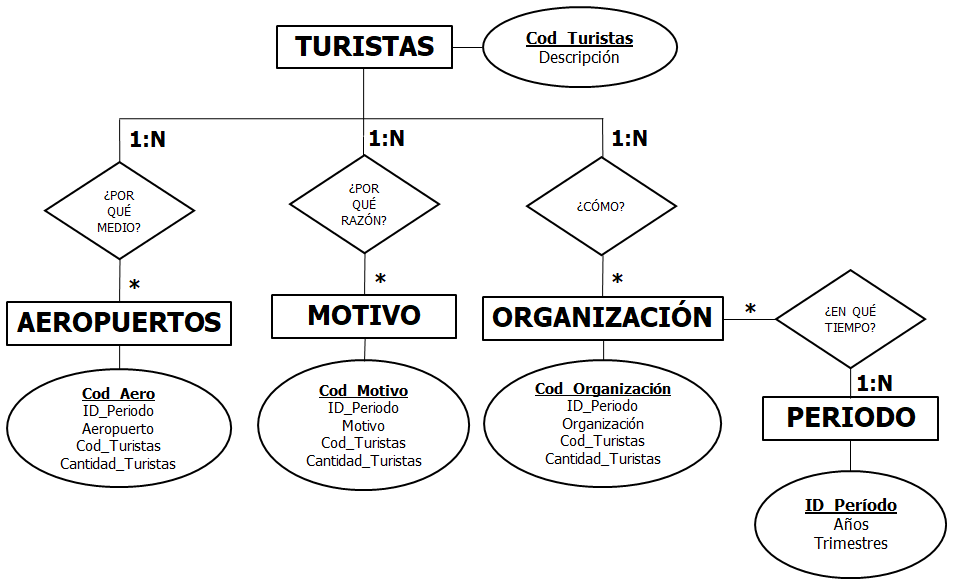 TURISTAS
Cod_Turistas
Descripción
1:N
1:N
1:N
¿POR
QUÉ
MEDIO?
¿POR
QUÉ
RAZÓN?
¿CÓMO?
*
*
*
AEROPUERTOS
MOTIVO
ORGANIZACIÓN
*
¿EN QUÉ
TIEMPO?
1:N
PERIODO
Cod_Aero
ID_Periodo
Aeropuerto
Cod_Turistas
Cantidad_Turistas
Cod_Motivo
ID_Periodo
Motivo
Cod_Turistas
Cantidad_Turistas
Cod_Organización
ID_Periodo
Organización
Cod_Turistas
Cantidad_Turistas
ID_Período
Años
Trimestres